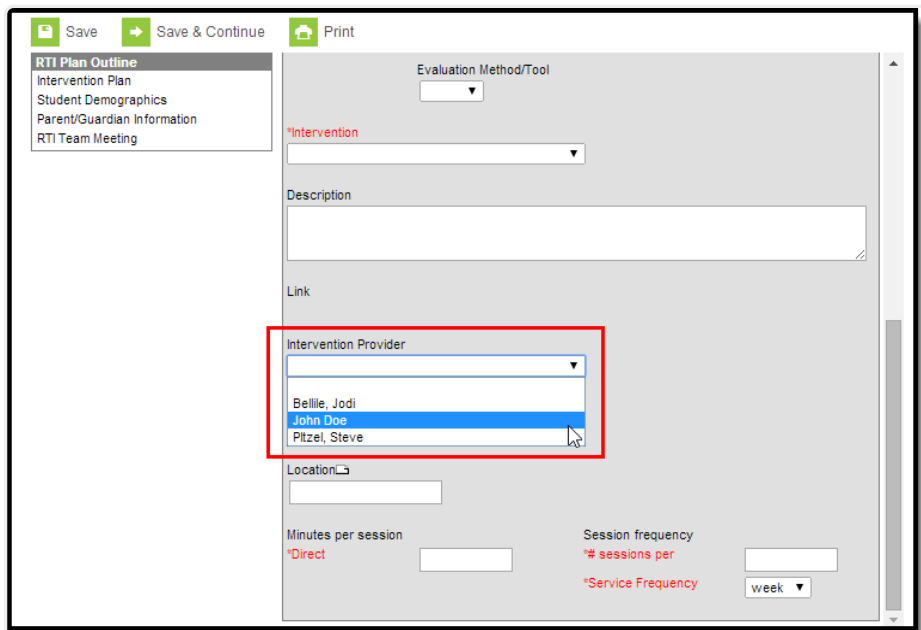 Save Save & Continue Print
RTI Plan Outline
Intervention Plan
Student Demographics
Parent/Guardian Information
RTI Team Meeting
Evaluation Method/Tool
*Intervention
Description
Link
Intervention Provider
Bellile, Jodi
John Doe
Pltzel, Steve
Location
Minutes per session Session frequency
*Direct *# sessions per
*Service Frequency week